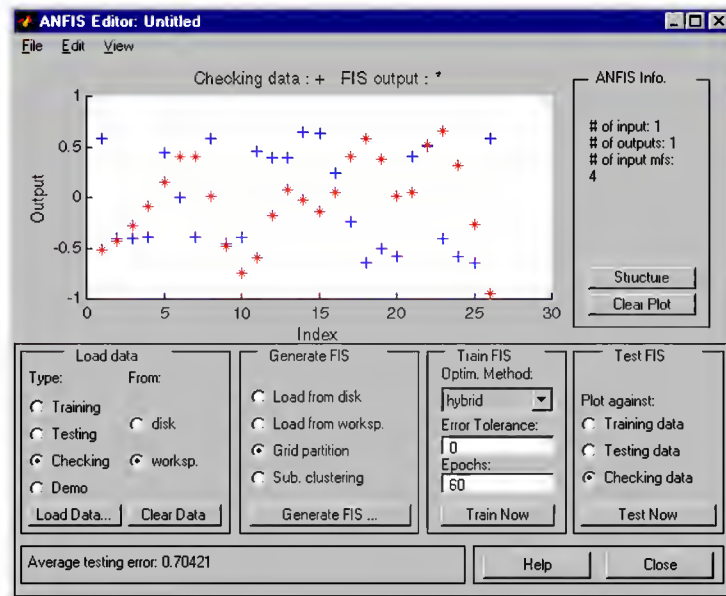 ANFIS Editor: Untitled
File Edit View
Checking data : + FIS output : *
1
0.5
0
-0.5
-1
Output
0 5 10 15 20 25 30
Index
ANFIS Info.
# of input: 1
# of outputs: 1
# of input mfs:
4
Structure
Clear Plot
Load data
Type: From:
Training
disk
Testing
Checking
worksp.
Demo
Load Data... Clear Data
Generate FIS
Load from disk
Load from worksp.
Grid partition
Sub. clustering
Generate FIS ...
Train FIS
Optim. Method:
hybrid
Error Tolerance:
0
Epochs:
60
Train Now
Test FIS
Plot against:
Training data
Testing data
Checking data
Test Now
Average testing error: 0.70421
Help Close